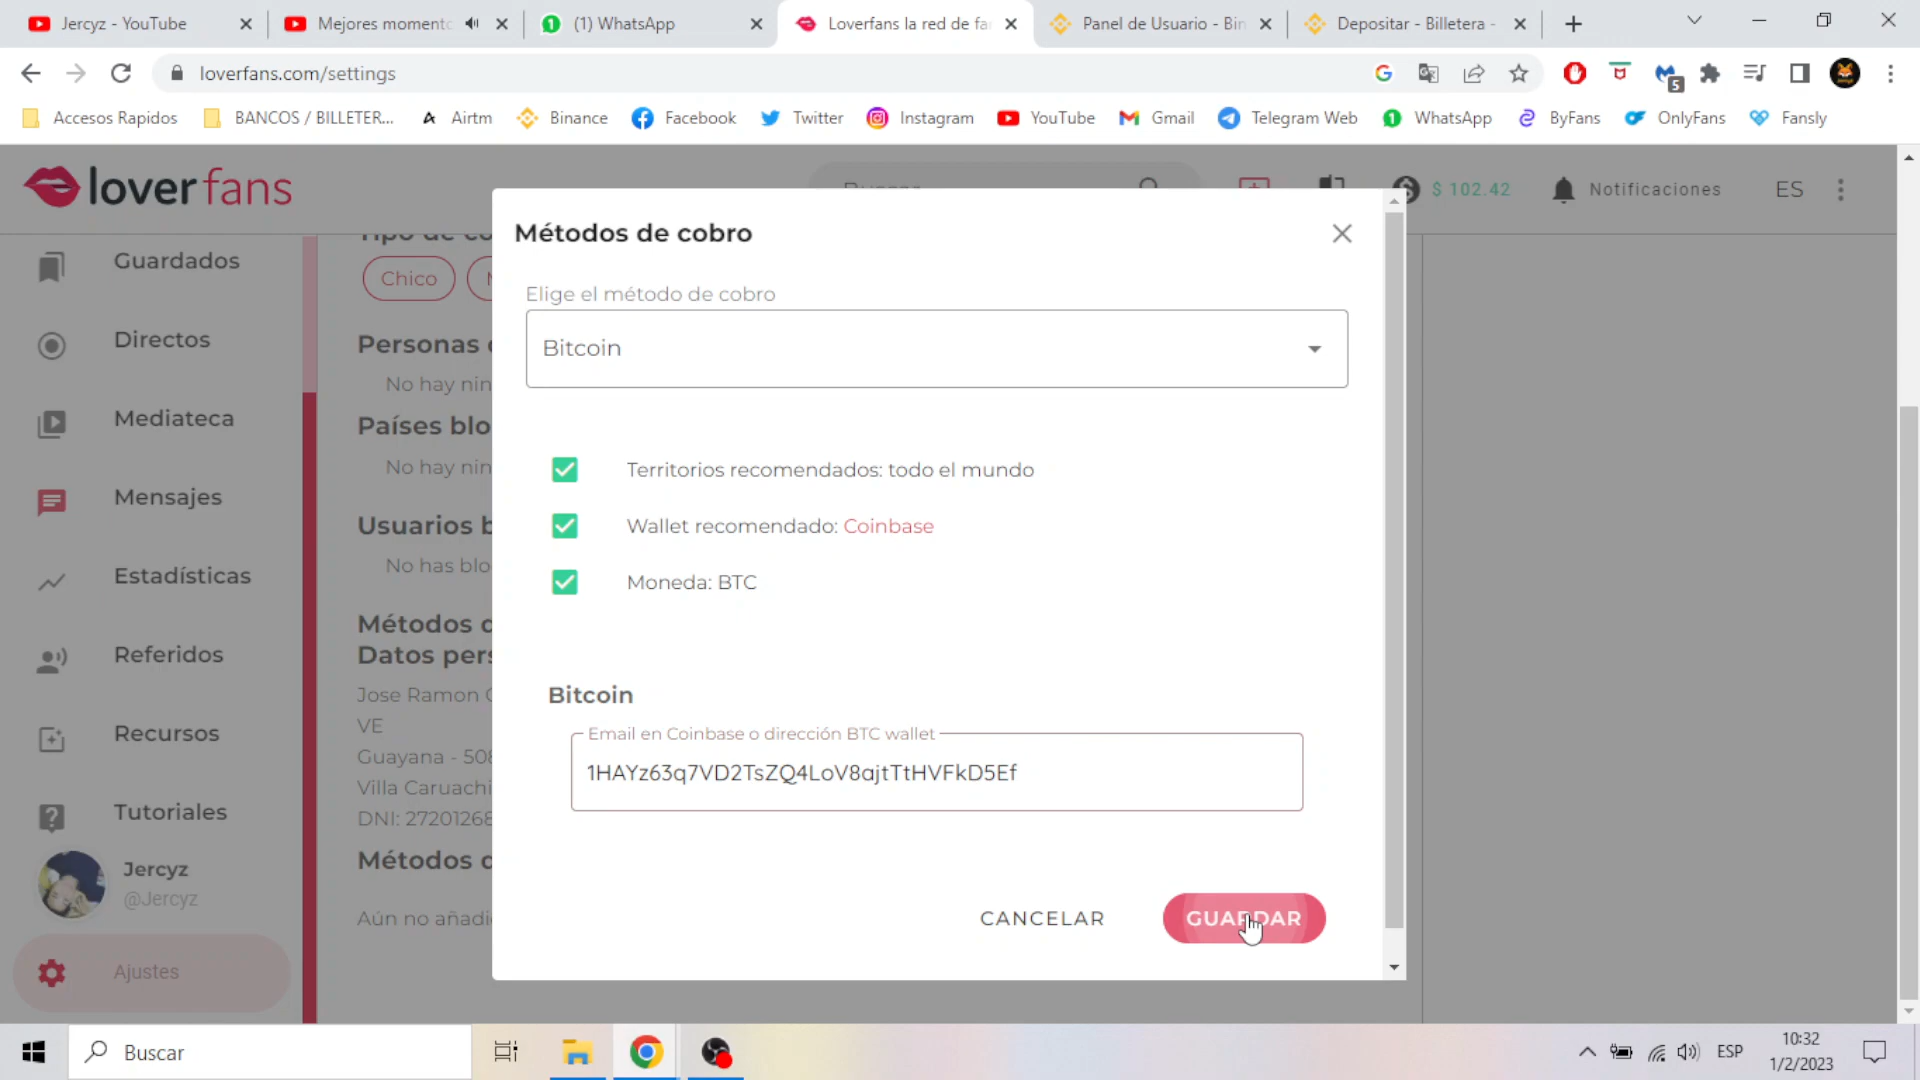 Jercyz - YouTube
Mejores momento
(1) WhatsApp
Loverfans la red de fan
Panel de Usuario - Bin
Depositar - Billetera -
loverfans.com/settings
5
Accesos Rapidos
BANCOS / BILLETER...
Airtm
Binance
Facebook
Twitter
Instagram
YouTube
Gmail
Telegram Web
WhatsApp
ByFans
OnlyFans
Fansly
loverfans
$ 102.42
Notificaciones
ES
Guardados
Directos
Mediateca
Mensajes
Estadísticas
Referidos
Recursos
Tutoriales
Jercyz
@Jercyz
Ajustes
Chico
Personas
No hay nin
Países blo
No hay nin
Usuarios b
No has blo
Métodos
Datos pers
Jose Ramon
VE
Guayana - 508
Villa Caruachi
DNI: 27201268
Métodos
Aún no añadi
Métodos de cobro
Elige el método de cobro
Bitcoin
Territorios recomendados: todo el mundo
Wallet recomendado: Coinbase
Moneda: BTC
Bitcoin
Email en Coinbase o dirección BTC wallet
1HAYz63q7VD2TsZQ4LoV8ajtTtHVFkD5Ef
CANCELAR
GUARDAR
Buscar
ESP
10:32
1/2/2023